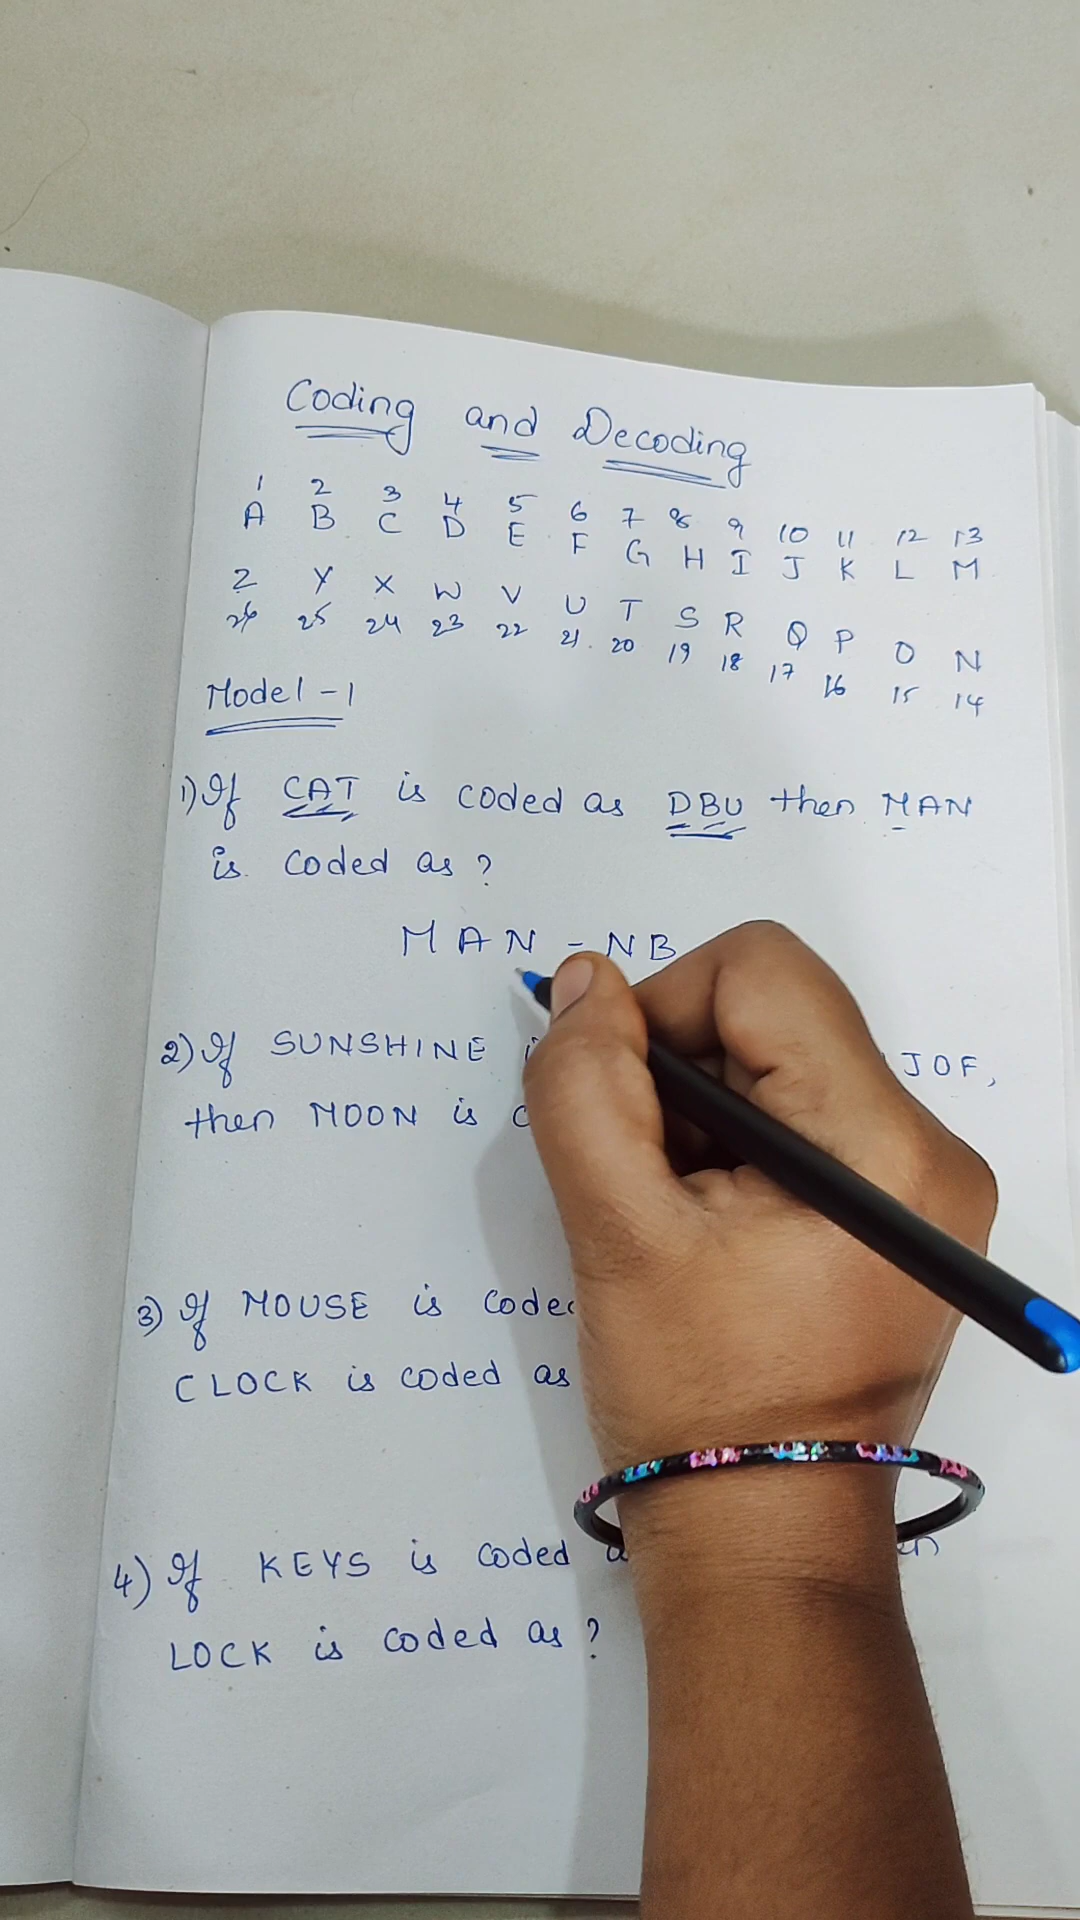 Coding and Decoding
1 2 3 4 5 6 7 8 9 10 11 12 13
A B C D E F G H I J K L M
Z Y X W V U T S R Q P O N
26 25 24 23 22 21 20 19 18 17 16 15 14
Model-1
1) If CAT is coded as DBU then MAN
is coded as?
MAN - NB
2) If SUNSHINE JOF,
then MOON is
3) If MOUSE is
CLOCK is coded as
4) If KEYS is coded
LOCK is coded as?